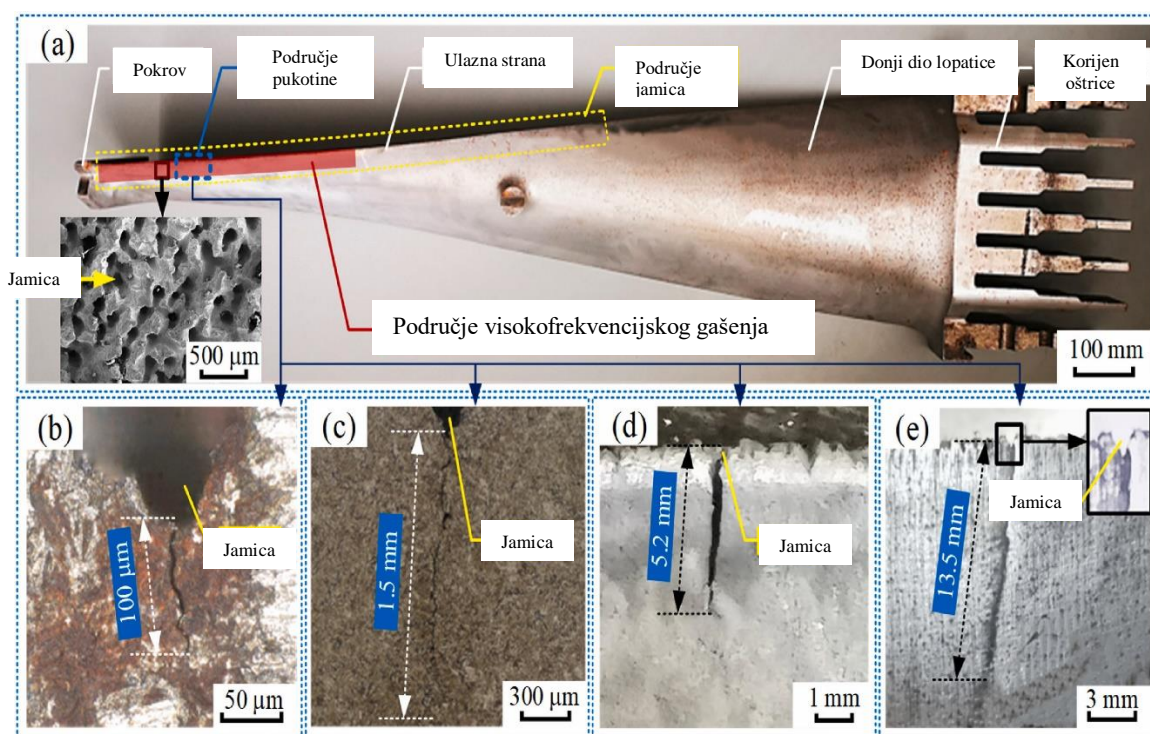 (a)
Pokrov
Područje
pukotine
Ulazna strana
Područje
jamica
Donji dio lopatice
Korijen
oštrice
Jamica
500 μm
Područje visokofrekvencijskog gašenja
100 mm
(b)
100 μm
Jamica
50 μm
(c)
1.5 mm
Jamica
300 μm
(d)
5.2 mm
Jamica
1 mm
(e)
13.5 mm
Jamica
3 mm